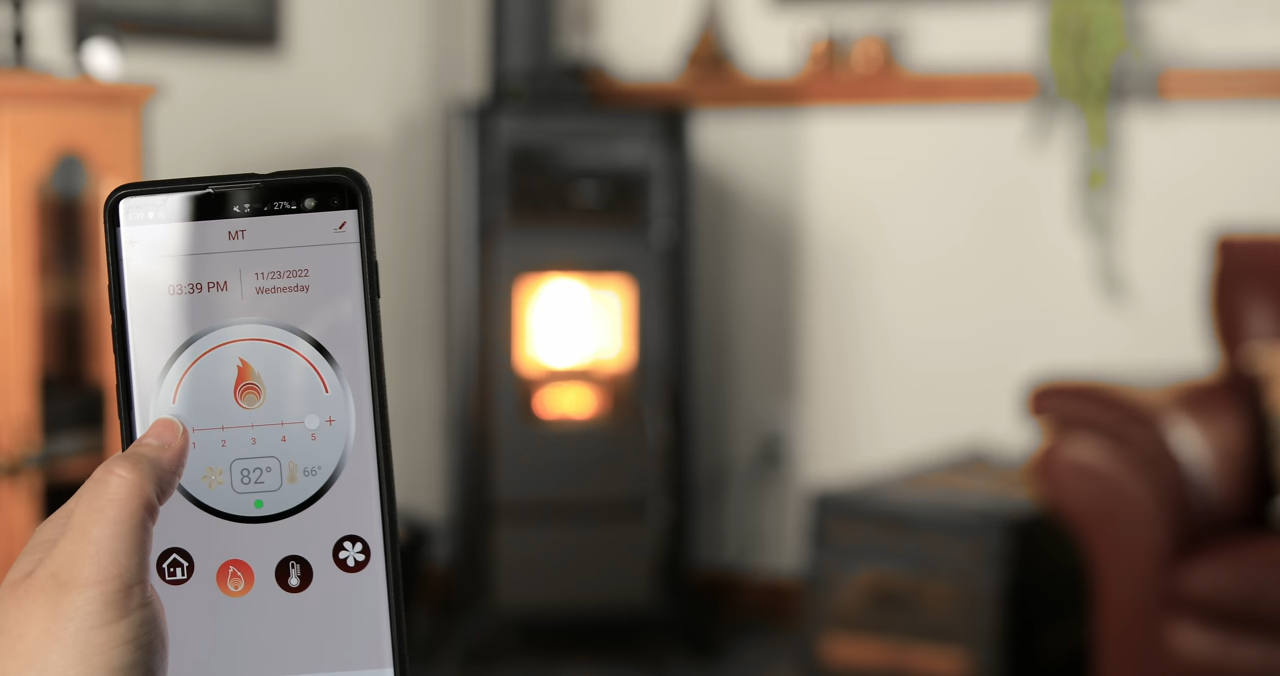 27%
MT
03:39 PM
11/23/2022
Wednesday
+
1 2 3 4 5
82° 66°